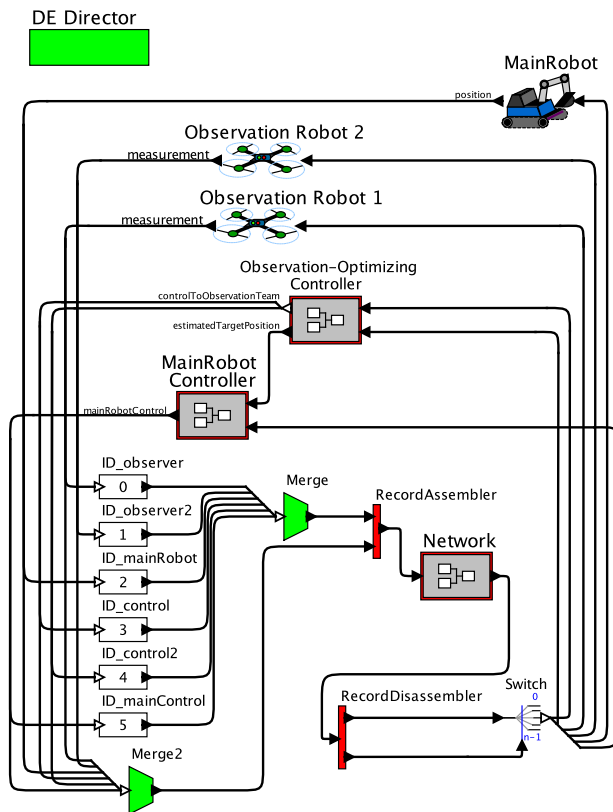 DE Director
MainRobot
position
Observation Robot 2
measurement
Observation Robot 1
measurement
Observation-Optimizing
Controller
controlToObservationTeam
estimatedTargetPosition
MainRobot
Controller
mainRobotControl
ID_observer
0
Merge
RecordAssembler
ID_observer2
1
Network
ID_mainRobot
2
ID_control
3
ID_control2
4
ID_mainControl
5
RecordDisassembler
Switch
0
n-1
Merge2